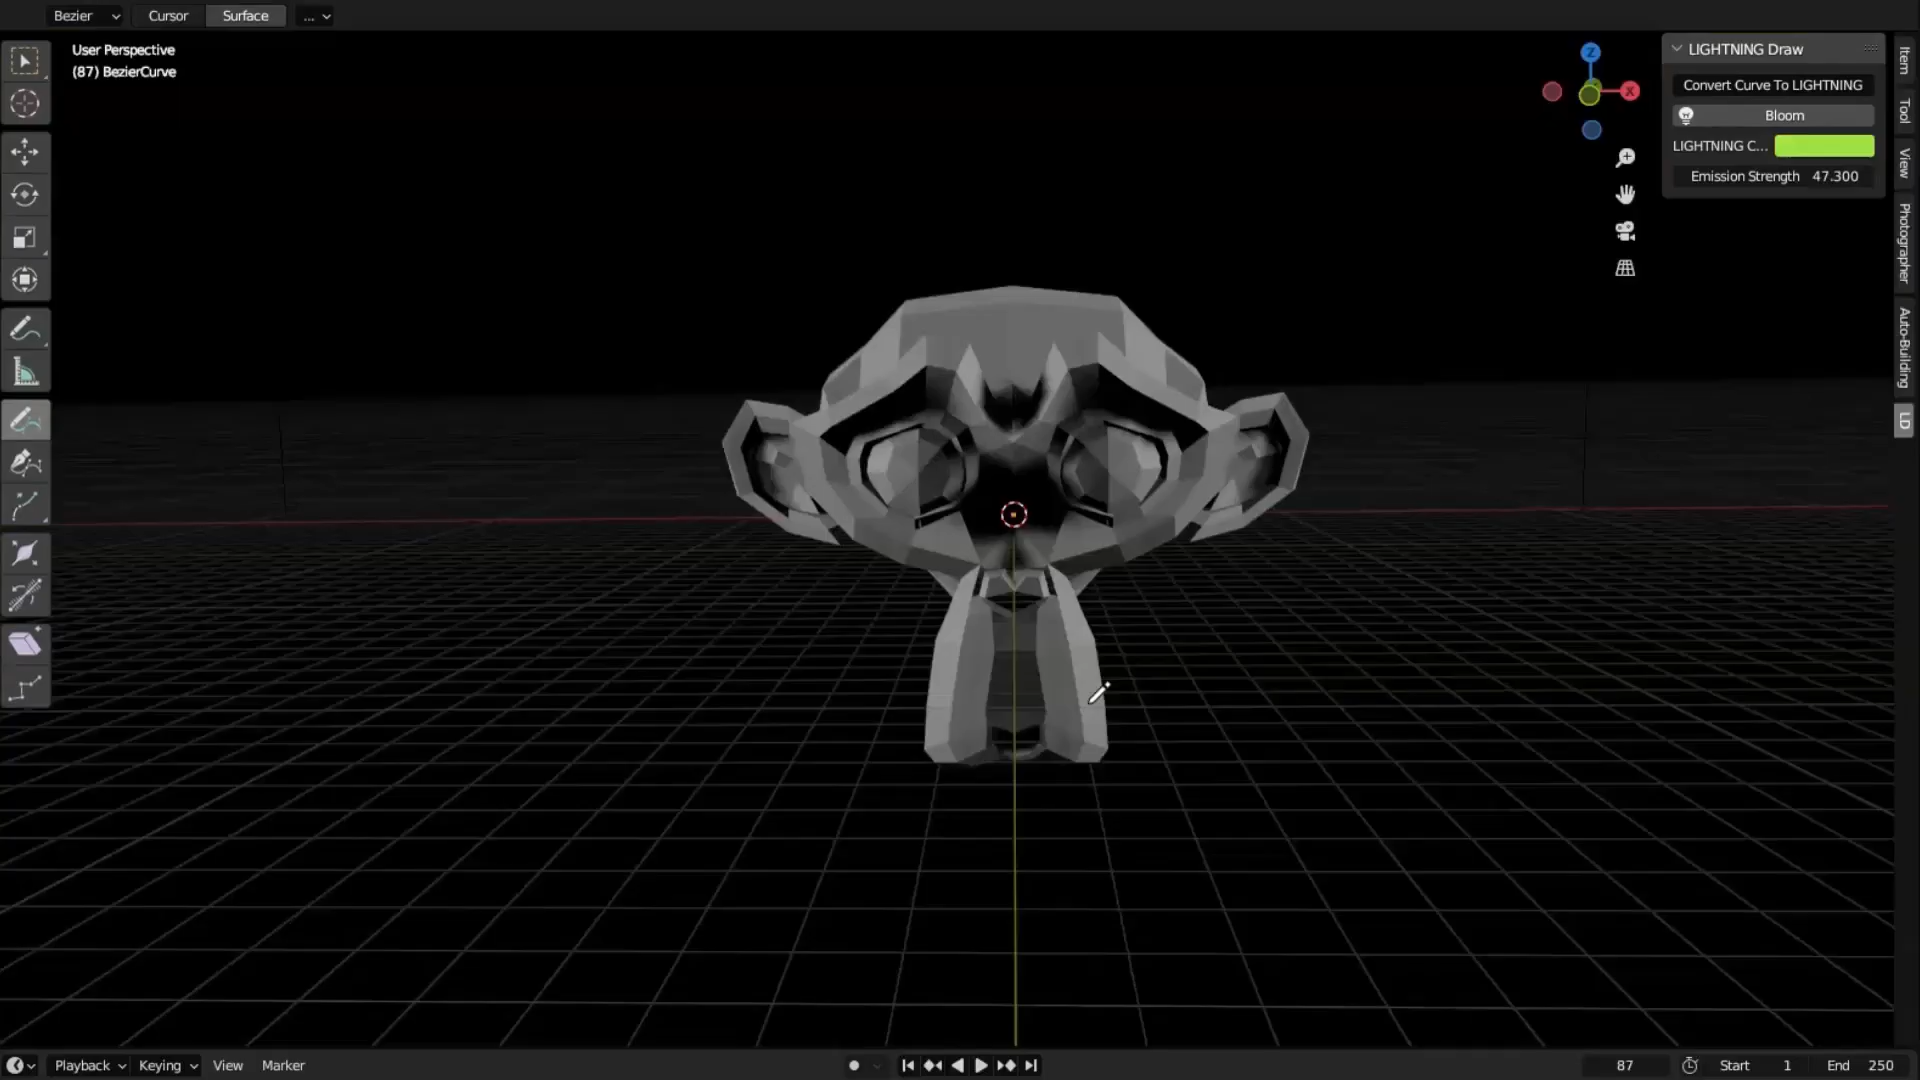 Bezier Cursor Surface ...
User Perspective
(87) BezierCurve
Z
X
LIGHTNING Draw
Convert Curve To LIGHTNING
Bloom
LIGHTNING C...
Emission Strength 47.300
Item
Tool
View
Photographer
Auto-Building
LD
Playback Keying View Marker
87 Start 1 End 250